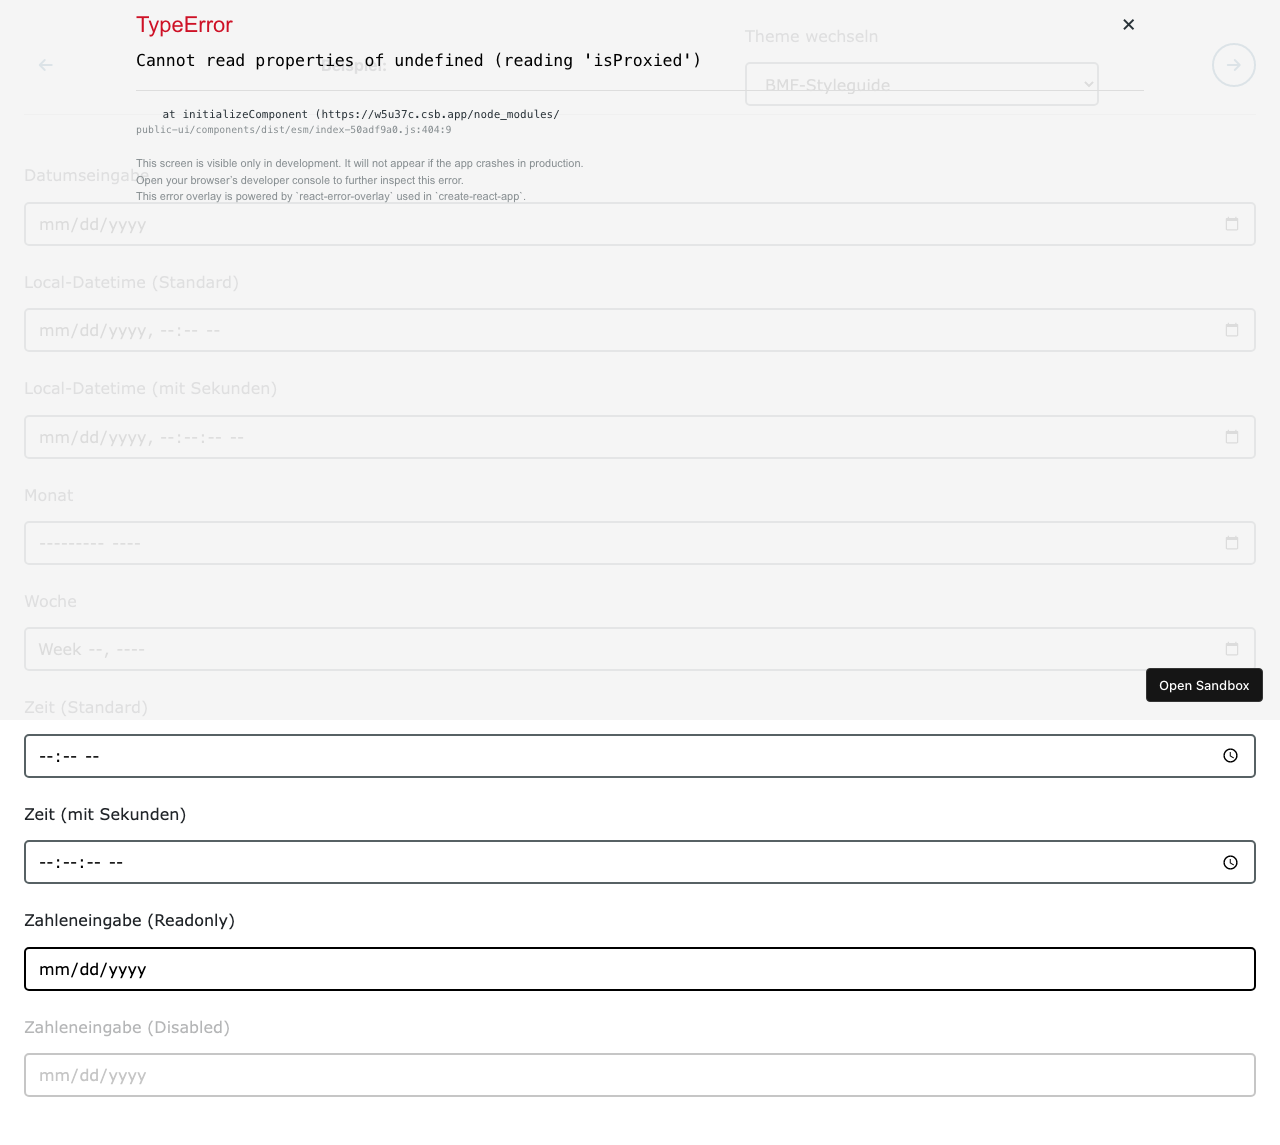 TypeError
Cannot read properties of undefined (reading 'isProxied')
Theme wechseln
Beispiel:
BMF-Styleguide
at initializeComponent (https://w5u37c.csb.app/node_modules/
public-ui/components/dist/esm/index-50adf9a0.js:404:9
This screen is visible only in development. It will not appear if the app crashes in production.
Open your browser's developer console to further inspect this error.
This error overlay is powered by `react-error-overlay` used in `create-react-app`.
Datumseingabe
mm/dd/yyyy
Local-Datetime (Standard)
mm/dd/yyyy, --:-- --
Local-Datetime (mit Sekunden)
mm/dd/yyyy, --:--:-- --
Monat
--------- ----
Woche
Week --, ----
Open Sandbox
Zeit (Standard)
--:-- --
Zeit (mit Sekunden)
--:--:-- --
Zahleneingabe (Readonly)
mm/dd/yyyy
Zahleneingabe (Disabled)
mm/dd/yyyy